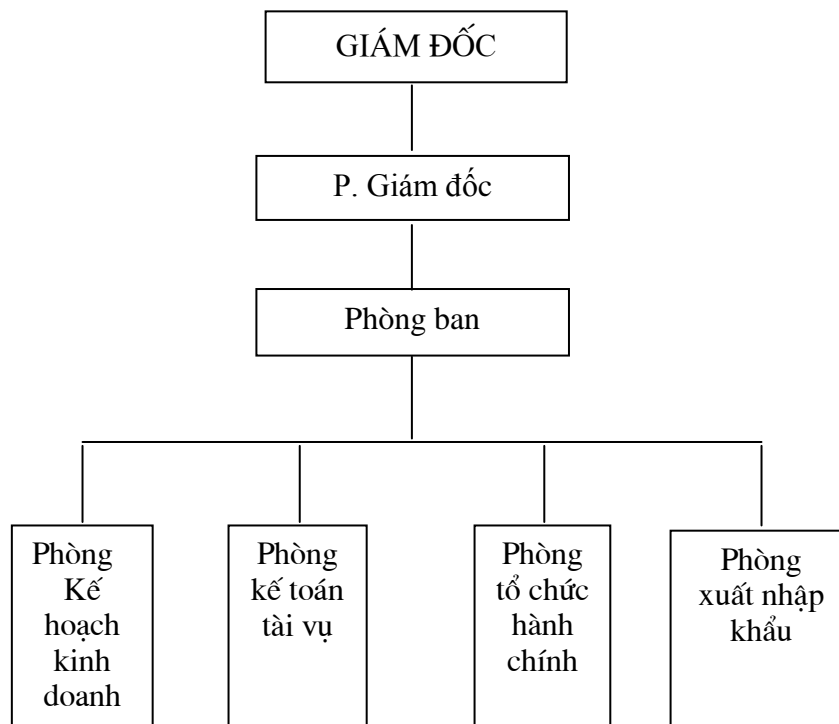 GIÁM ĐỐC
P. Giám đốc
Phòng ban
Phòng
Kế
hoạch
kinh
doanh
Phòng
kế toán
tài vụ
Phòng
tổ chức
hành
chính
Phòng
xuất nhập
khẩu